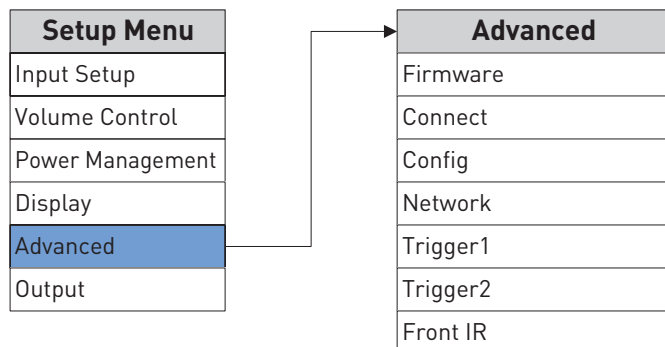 Setup Menu
Input Setup
Volume Control
Power Management
Display
Advanced
Output
Advanced
Firmware
Connect
Config
Network
Trigger1
Trigger2
Front IR